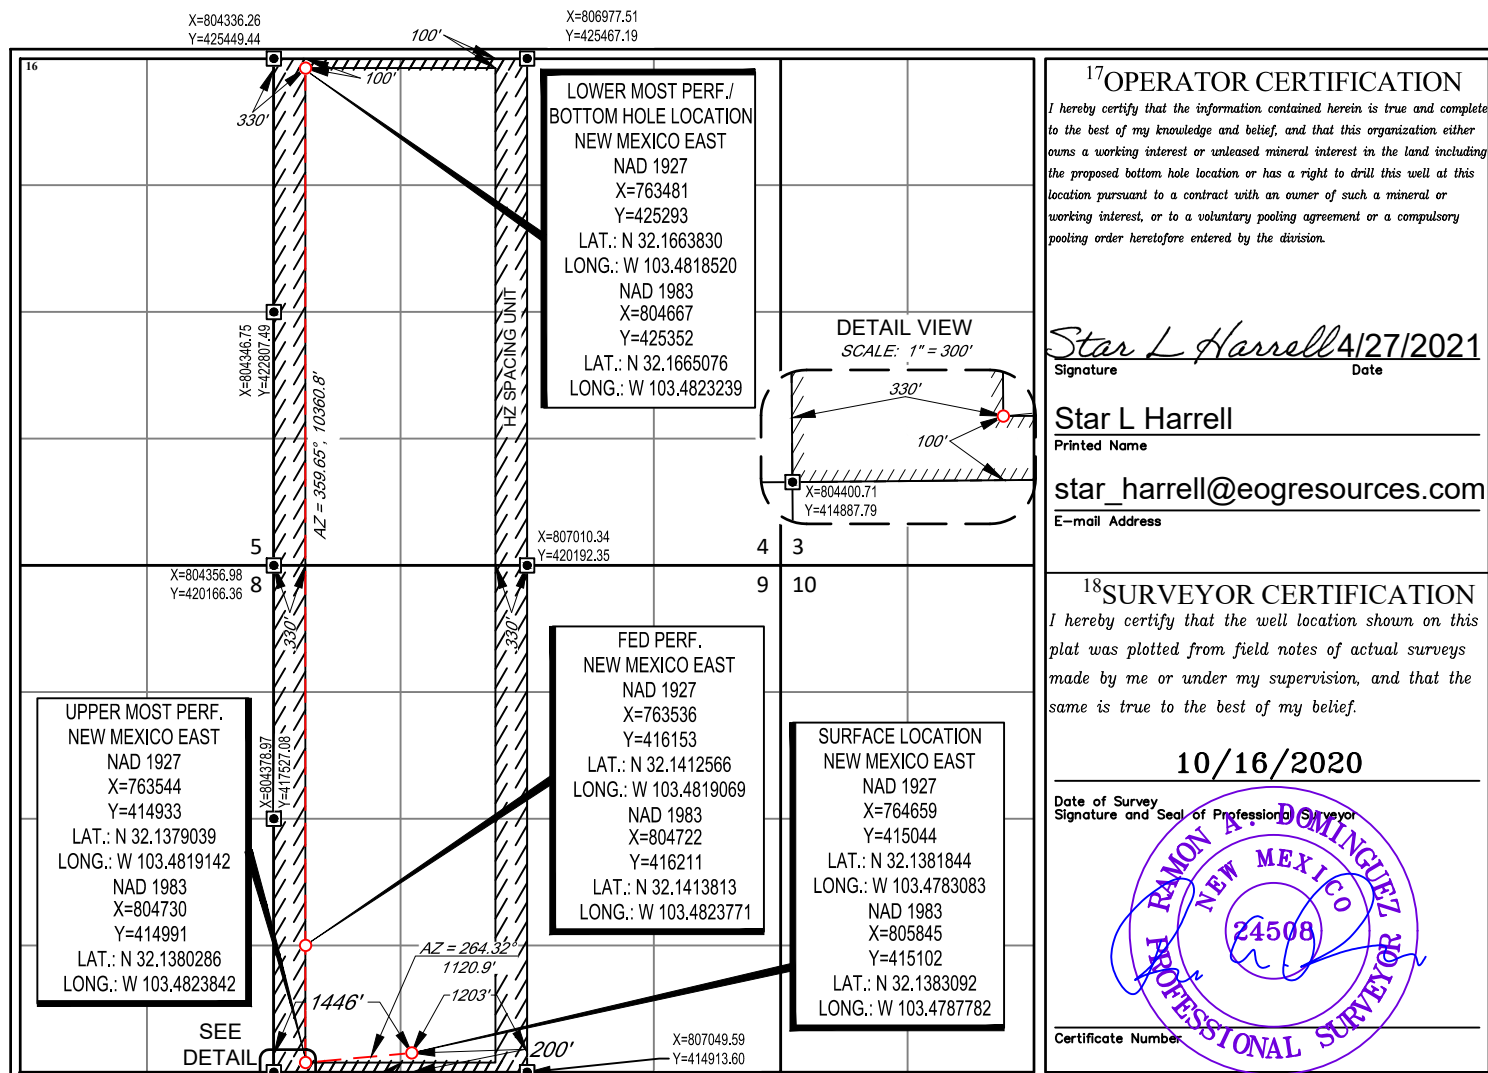 X=804336.26
Y=425449.44
100'
X=806977.51
Y=425467.19
16
100'
330'
LOWER MOST PERF./
BOTTOM HOLE LOCATION
NEW MEXICO EAST
NAD 1927
X=763481
Y=425293
LAT.: N 32.1663830
LONG.: W 103.4818520
NAD 1983
X=804667
Y=425352
LAT.: N 32.1665076
LONG.: W 103.4823239
X=804346.75
Y=422807.49
AZ = 359.65°, 10360.8'
HZ SPACING UNIT
DETAIL VIEW
SCALE: 1" = 300'
330'
100'
X=804400.71
Y=414887.79
5
4
3
X=807010.34
Y=420192.35
X=804356.98
Y=420166.36
8
9
10
330'
330'
FED PERF.
NEW MEXICO EAST
NAD 1927
X=763536
Y=416153
LAT.: N 32.1412566
LONG.: W 103.4819069
NAD 1983
X=804722
Y=416211
LAT.: N 32.1413813
LONG.: W 103.4823771
UPPER MOST PERF.
NEW MEXICO EAST
NAD 1927
X=763544
Y=414933
LAT.: N 32.1379039
LONG.: W 103.4819142
NAD 1983
X=804730
Y=414991
LAT.: N 32.1380286
LONG.: W 103.4823842
X=804378.97
Y=417527.08
SURFACE LOCATION
NEW MEXICO EAST
NAD 1927
X=764659
Y=415044
LAT.: N 32.1381844
LONG.: W 103.4783083
NAD 1983
X=805845
Y=415102
LAT.: N 32.1383092
LONG.: W 103.4787782
AZ = 264.32°
1120.9'
1446'
1203'
SEE
DETAIL
200'
X=807049.59
Y=414913.60
17 OPERATOR CERTIFICATION
I hereby certify that the information contained herein is true and complete
to the best of my knowledge and belief, and that this organization either
owns a working interest or unleased mineral interest in the land including
the proposed bottom hole location or has a right to drill this well at this
location pursuant to a contract with an owner of such a mineral or
working interest, or to a voluntary pooling agreement or a compulsory
pooling order heretofore entered by the division.
Star L Harrell 4/27/2021
Signature Date
Star L Harrell
Printed Name
star_harrell@eogresources.com
E-mail Address
18 SURVEYOR CERTIFICATION
I hereby certify that the well location shown on this
plat was plotted from field notes of actual surveys
made by me or under my supervision, and that the
same is true to the best of my belief.
10/16/2020
Date of Survey
Signature and Seal of Professional Surveyor
RAMON A. DOMINGUEZ
NEW MEXICO
24508
PROFESSIONAL SURVEYOR
Certificate Number